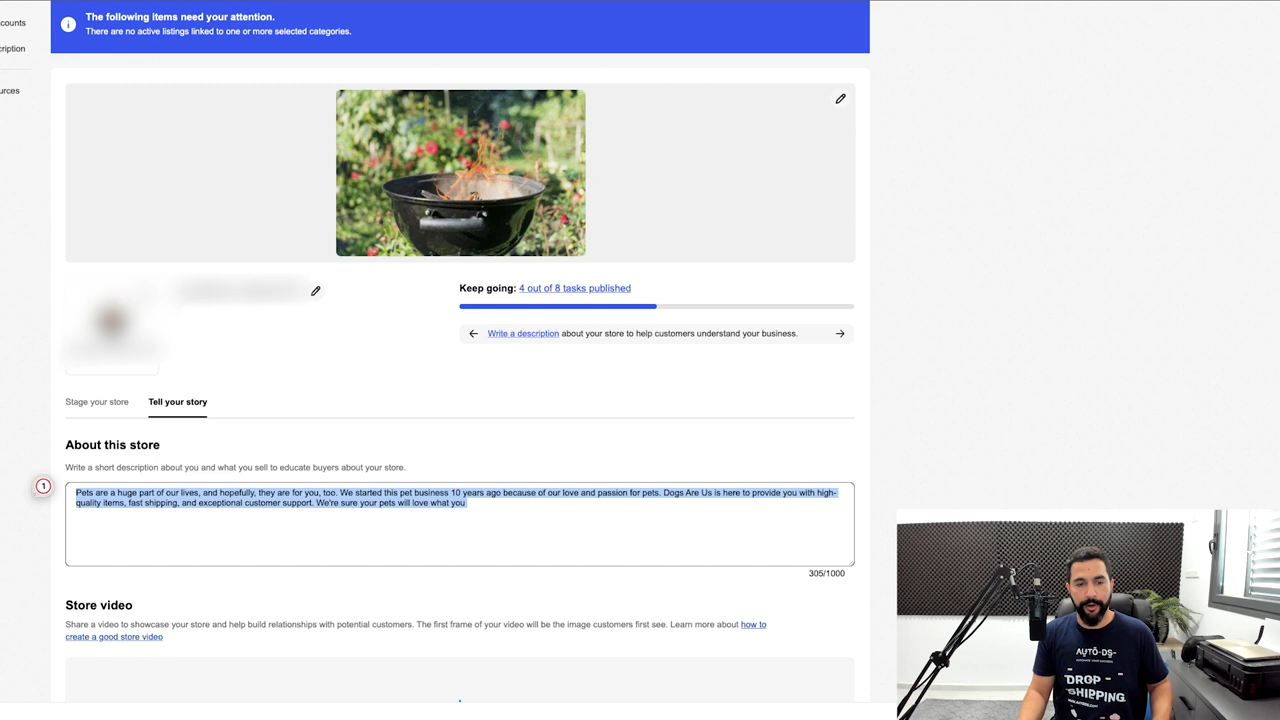 counts
cription
urces
The following items need your attention.
There are no active listings linked to one or more selected categories.
Keep going: 4 out of 8 tasks published
Write a description about your store to help customers understand your business.
Stage your store
Tell your story
About this store
Write a short description about you and what you sell to educate buyers about your store.
1
Pets are a huge part of our lives, and hopefully, they are for you, too. We started this pet business 10 years ago because of our love and passion for pets. Dogs Are Us is here to provide you with high-
quality items, fast shipping, and exceptional customer support. We're sure your pets will love what you
305/1000
Store video
Share a video to showcase your store and help build relationships with potential customers. The first frame of your video will be the image customers first see. Learn more about how to
create a good store video
AUTO-DS-
AUTOMATE YOUR SUCCESS
DROP
SHIPPING
WWW.AUTODS.COM